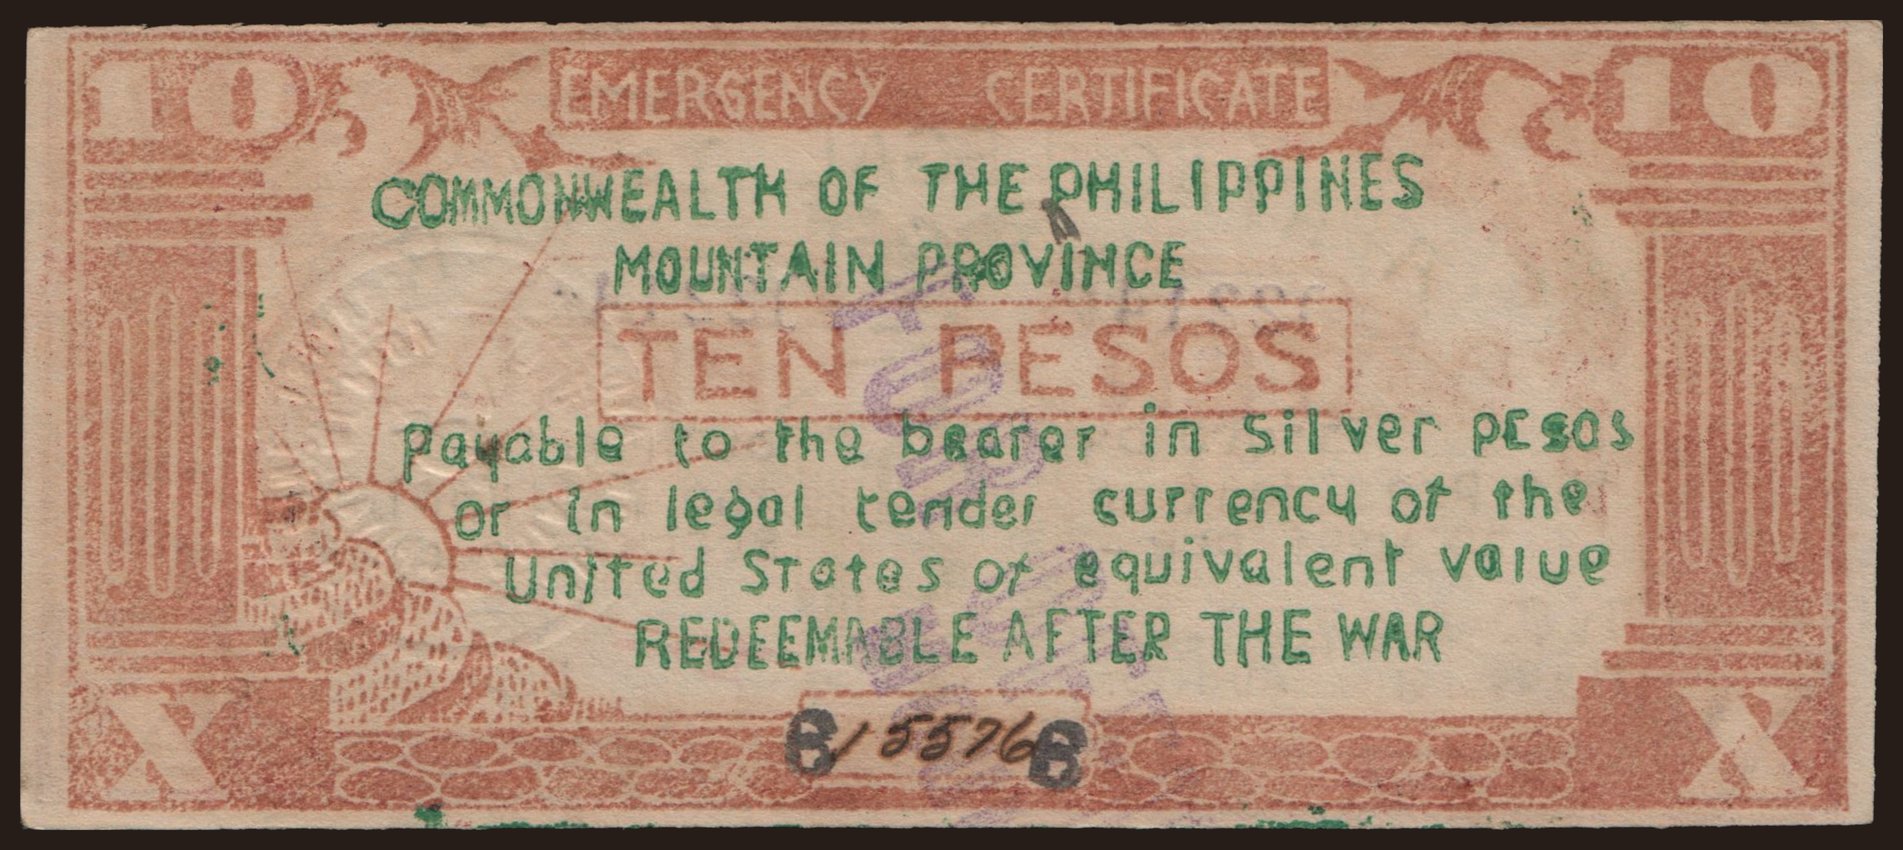 10 EMERGENCY CERTIFICATE 10
COMMONWEALTH OF THE PHILIPPINES
MOUNTAIN PROVINCE
TEN PESOS
payable to the bearer in silver pesos
or in legal tender currency of the
United States of equivalent value
REDEEMABLE AFTER THE WAR
X B 15576 B X